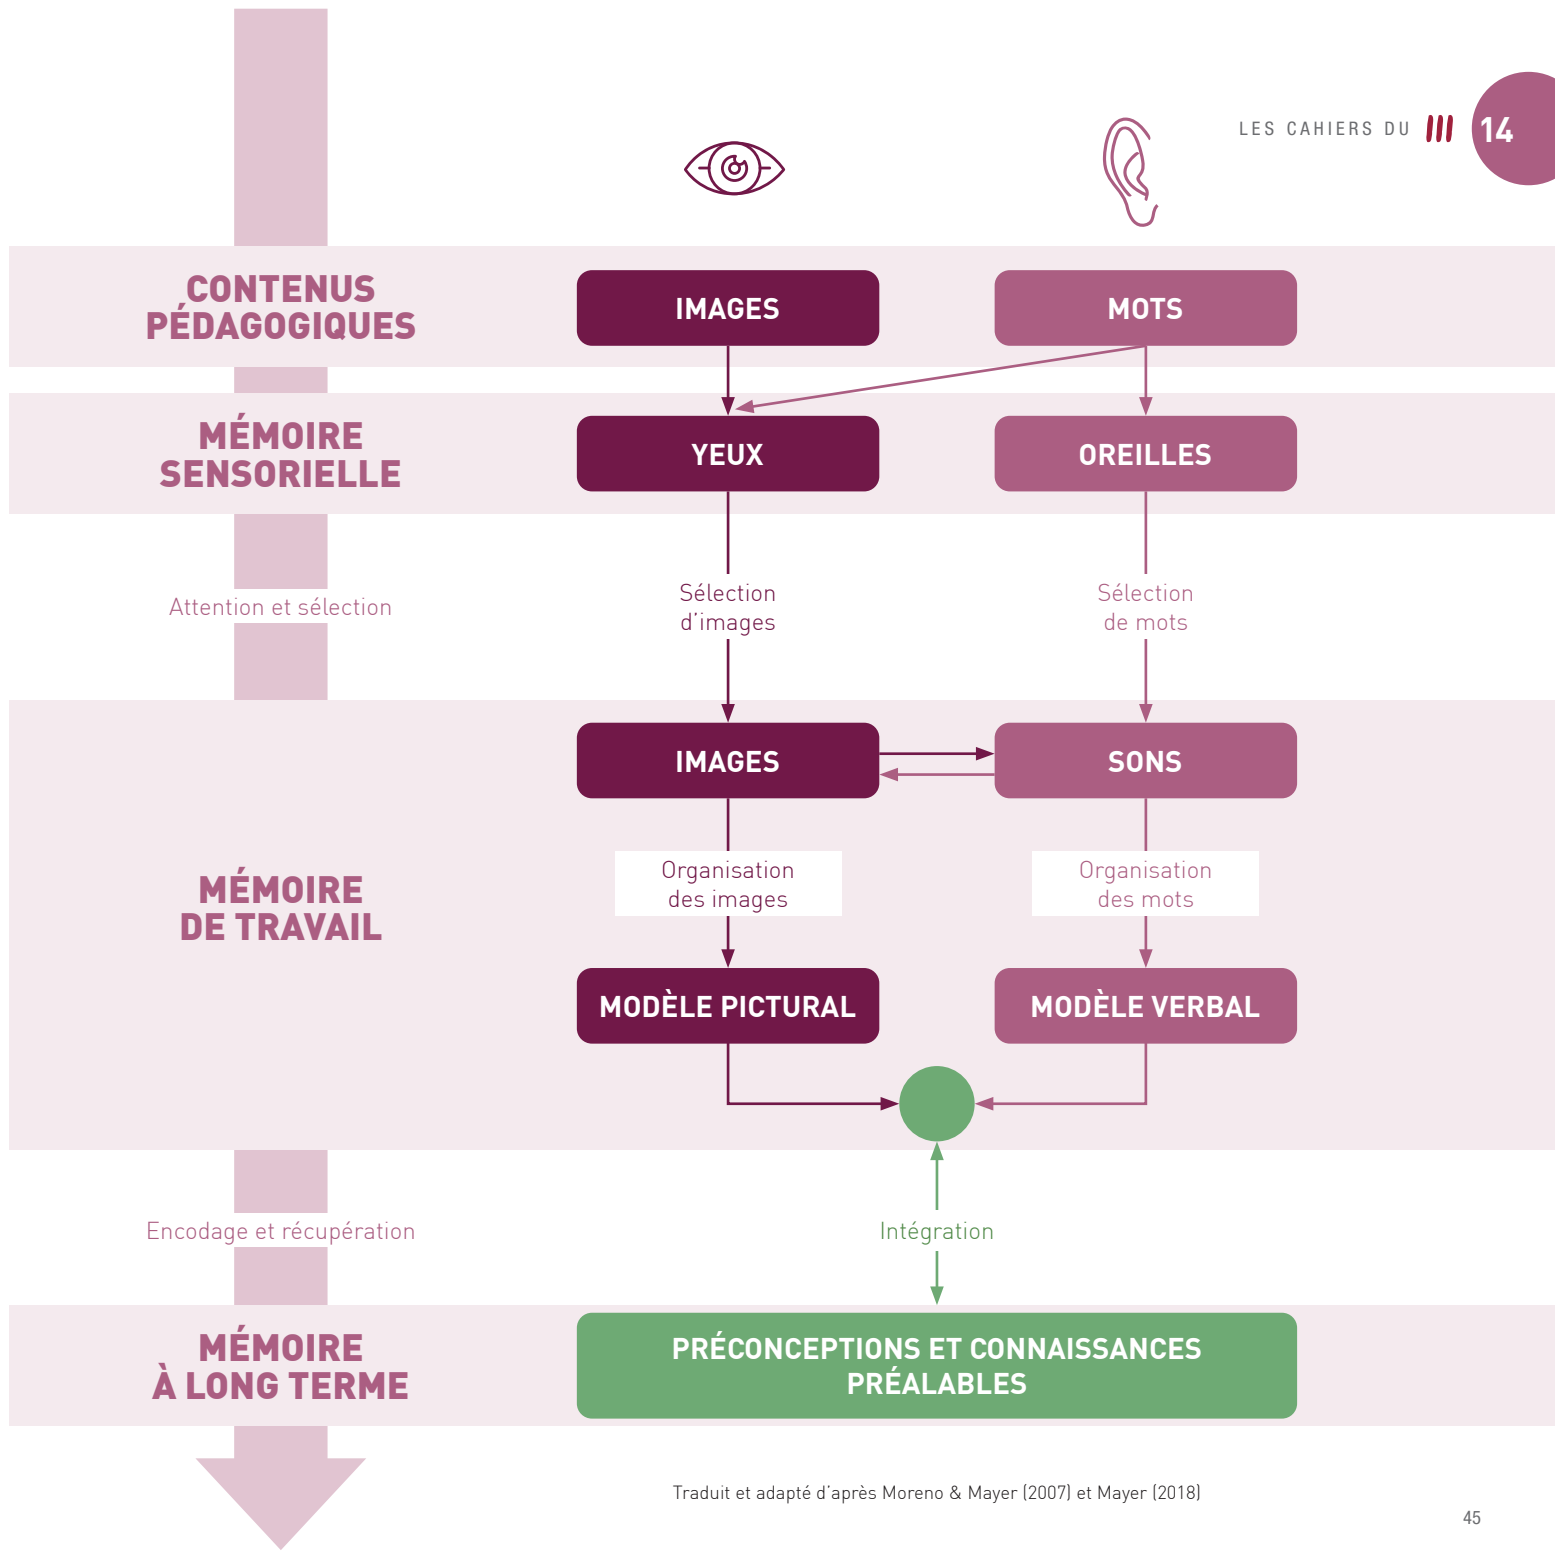 LES CAHIERS DU
14
CONTENUS
PÉDAGOGIQUES
IMAGES
MOTS
MÉMOIRE
SENSORIELLE
YEUX
OREILLES
Attention et sélection
Sélection
d'images
Sélection
de mots
IMAGES
SONS
MÉMOIRE
DE TRAVAIL
Organisation
des images
Organisation
des mots
MODÈLE PICTURAL
MODÈLE VERBAL
Encodage et récupération
Intégration
MÉMOIRE
À LONG TERME
PRÉCONCEPTIONS ET CONNAISSANCES
PRÉALABLES
Traduit et adapté d'après Moreno & Mayer (2007) et Mayer (2018)
45